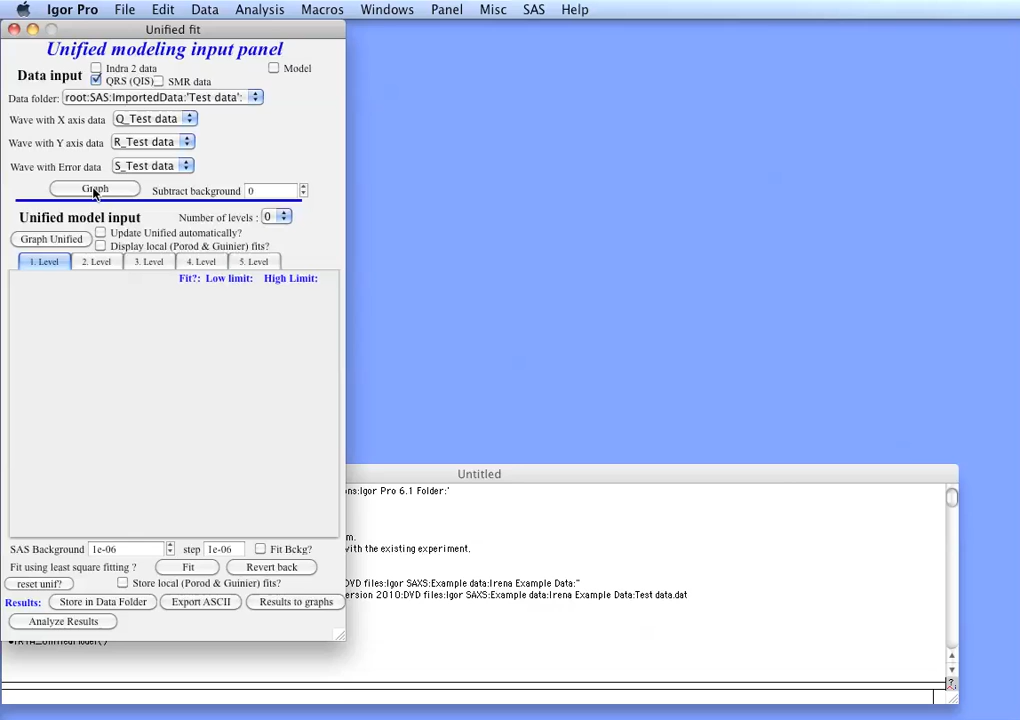 Igor Pro File Edit Data Analysis Macros Windows Panel Misc SAS Help
Unified fit
Unified modeling input panel
Data input
Indra 2 data
Model
QRS (QIS)
SMR data
Data folder: root:SAS:ImportedData:'Test data':
Wave with X axis data Q_Test data
Wave with Y axis data R_Test data
Wave with Error data S_Test data
Graph
Subtract background 0
Unified model input
Number of levels : 0
Graph Unified
Update Unified automatically?
Display local (Porod & Guinier) fits?
1. Level 2. Level 3. Level 4. Level 5. Level
Fit?: Low limit: High Limit:
SAS Background 1e-06 step 1e-06 Fit Bckg?
Fit using least square fitting ? Fit Revert back
reset unif? Store local (Porod & Guinier) fits?
Results: Store in Data Folder Export ASCII Results to graphs
Analyze Results
Untitled
ons:Igor Pro 6.1 Folder:'
m.
with the existing experiment.
DVD files:Igor SAXS:Example data:Irena Example Data:"
ersion 2010:DVD files:Igor SAXS:Example data:Irena Example Data:Test data.dat